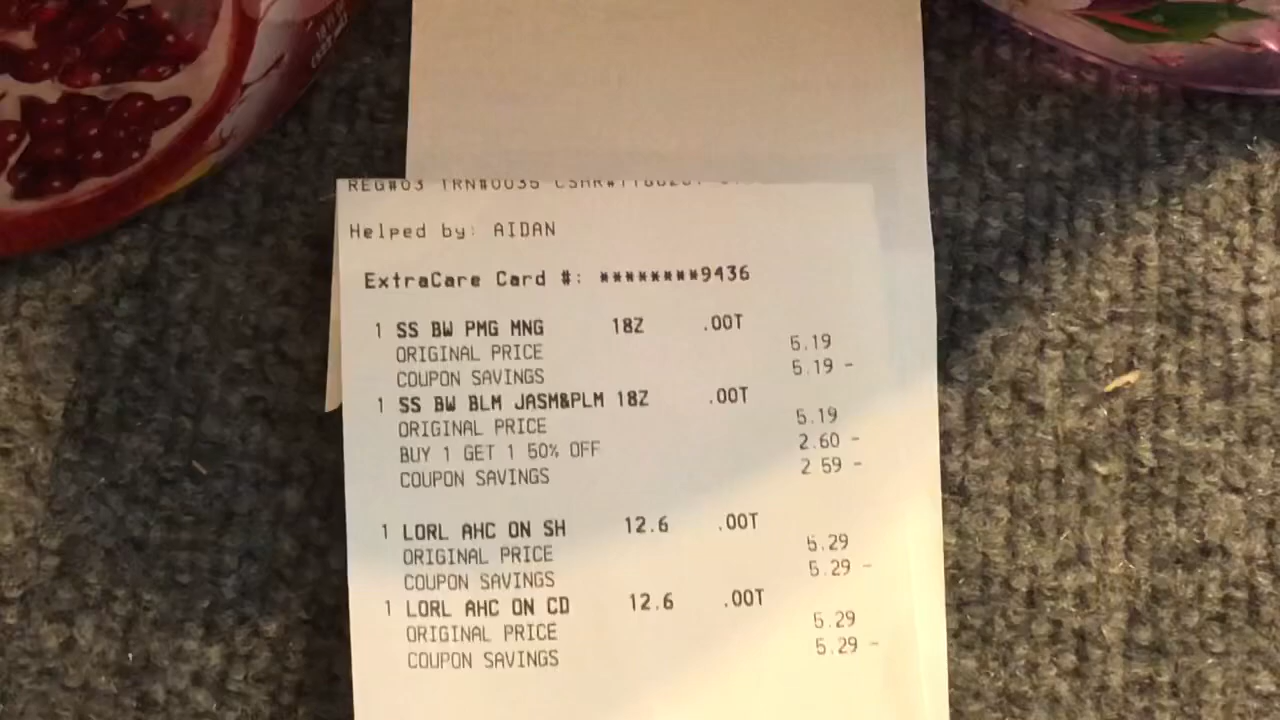 REG#03 TRN#0035
Helped by: AIDAN
ExtraCare Card #: ********9436
1 SS BW PMG MNG 18Z .00T
ORIGINAL PRICE 5.19
COUPON SAVINGS 5.19 -
1 SS BW BLM JASM&PLM 18Z .00T
ORIGINAL PRICE 5.19
BUY 1 GET 1 50% OFF 2.60 -
COUPON SAVINGS 2.59 -
1 LORL AHC ON SH 12.6 .00T
ORIGINAL PRICE 5.29
COUPON SAVINGS 5.29 -
1 LORL AHC ON CD 12.6 .00T
ORIGINAL PRICE 5.29
COUPON SAVINGS 5.29 -